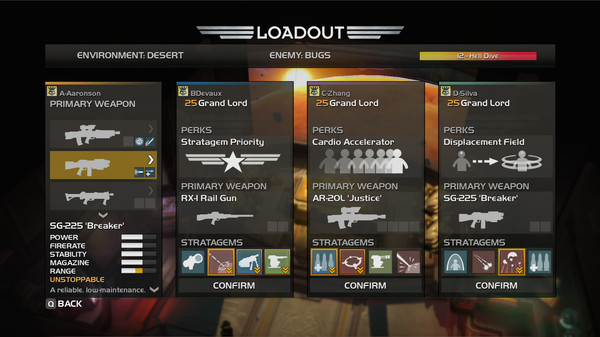 LOADOUT
ENVIRONMENT: DESERT
ENEMY: BUGS
12 - Hell Dive
A-Aaronson
PRIMARY WEAPON
SG-225 'Breaker'
POWER
FIRERATE
STABILITY
MAGAZINE
RANGE
UNSTOPPABLE
A reliable, low-maintenance,
BDevaux
25 Grand Lord
PERKS
Stratagem Priority
PRIMARY WEAPON
RX-1 Rail Gun
STRATAGEMS
CONFIRM
C-Zhang
25 Grand Lord
PERKS
Cardio Accelerator
PRIMARY WEAPON
AR-20L 'Justice'
STRATAGEMS
CONFIRM
D-Silva
25 Grand Lord
PERKS
Displacement Field
PRIMARY WEAPON
SG-225 'Breaker'
STRATAGEMS
CONFIRM
Q BACK